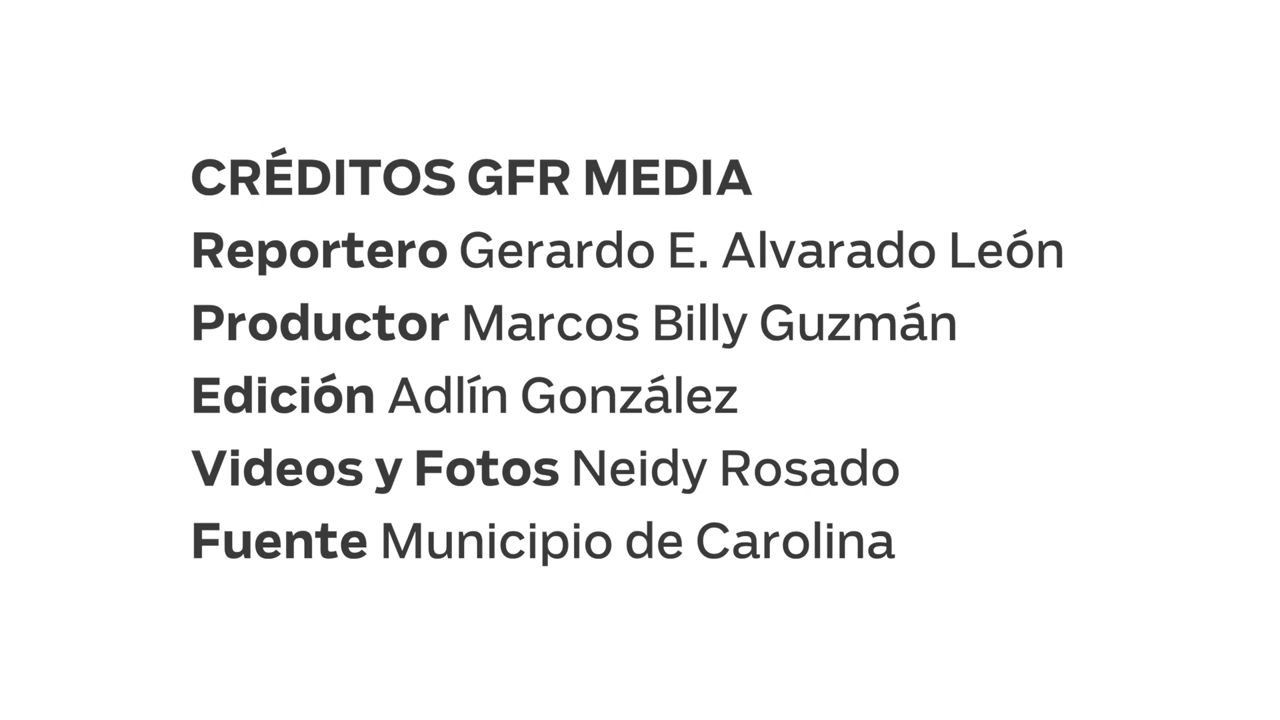 CRÉDITOS GFR MEDIA
Reportero Gerardo E. Alvarado León
Productor Marcos Billy Guzmán
Edición Adlín González
Videos y Fotos Neidy Rosado
Fuente Municipio de Carolina